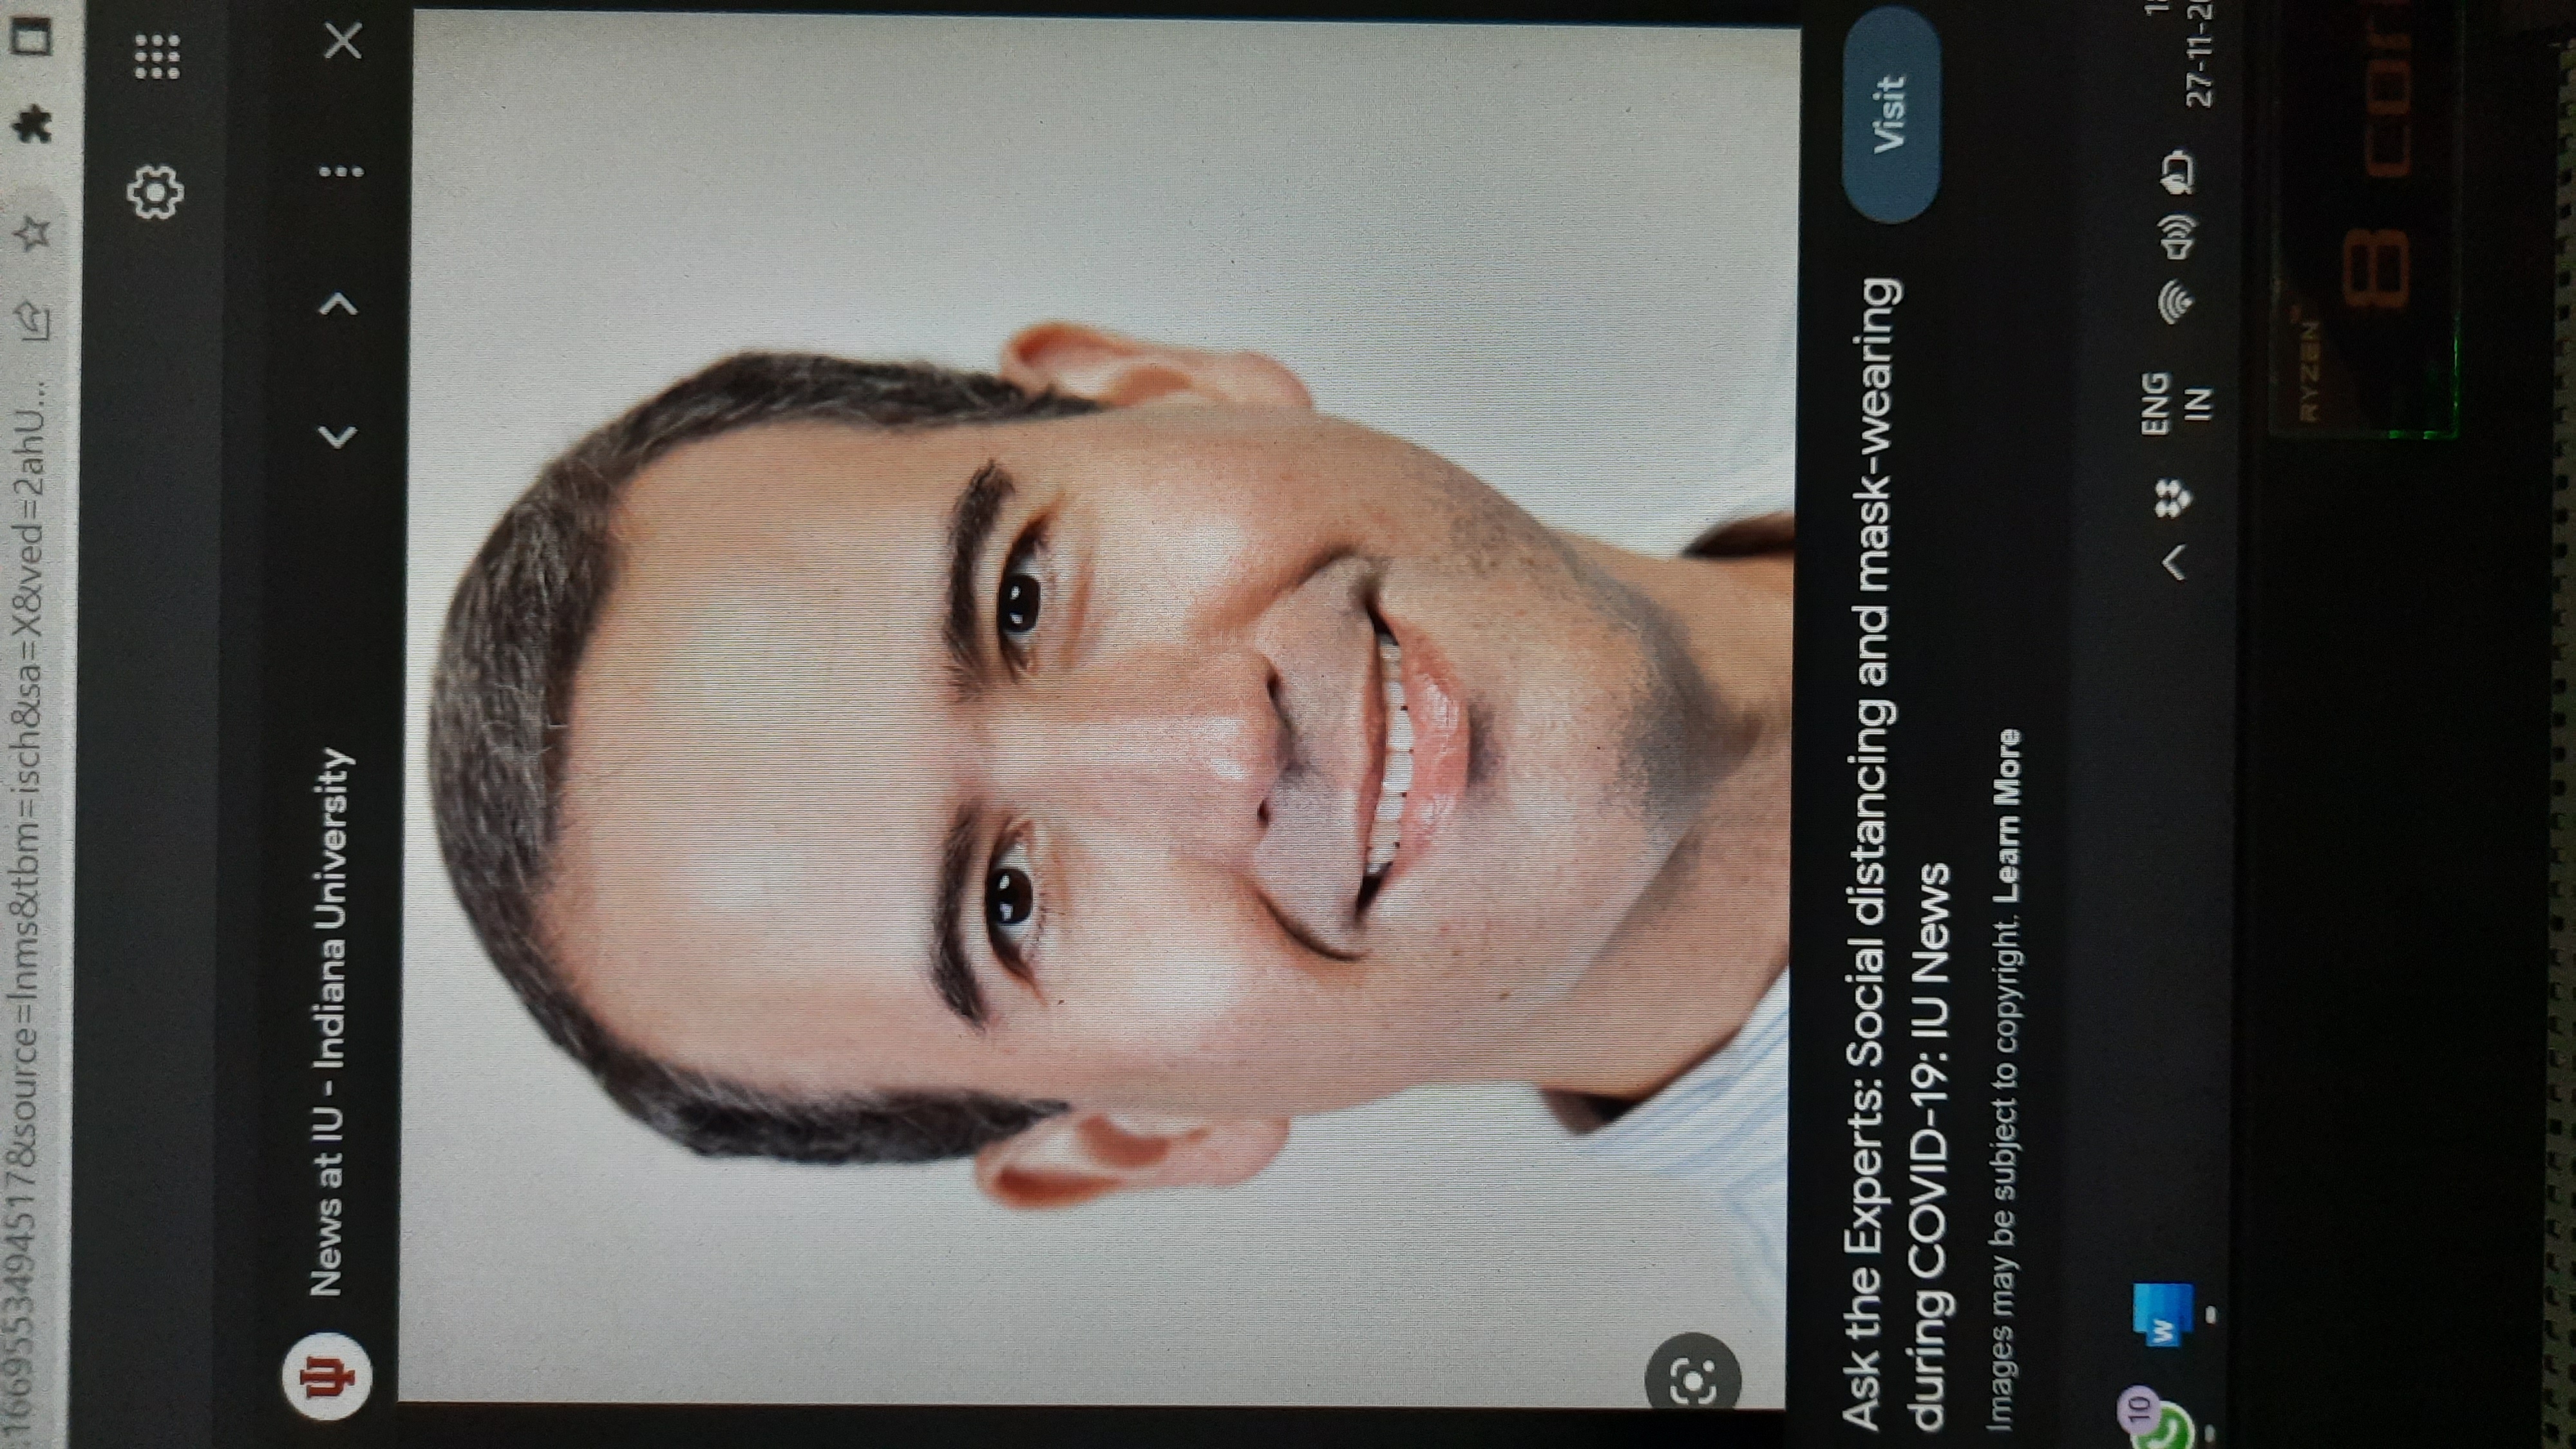 1669553494517&source=lnms&tbm=isch&sa=X&ved=2ahU...
News at IU - Indiana University
Ask the Experts: Social distancing and mask-wearing
during COVID-19: IU News
Visit
Images may be subject to copyright. Learn More
10
W
ENG
IN
27-11-2
RYZEN™
8 cor